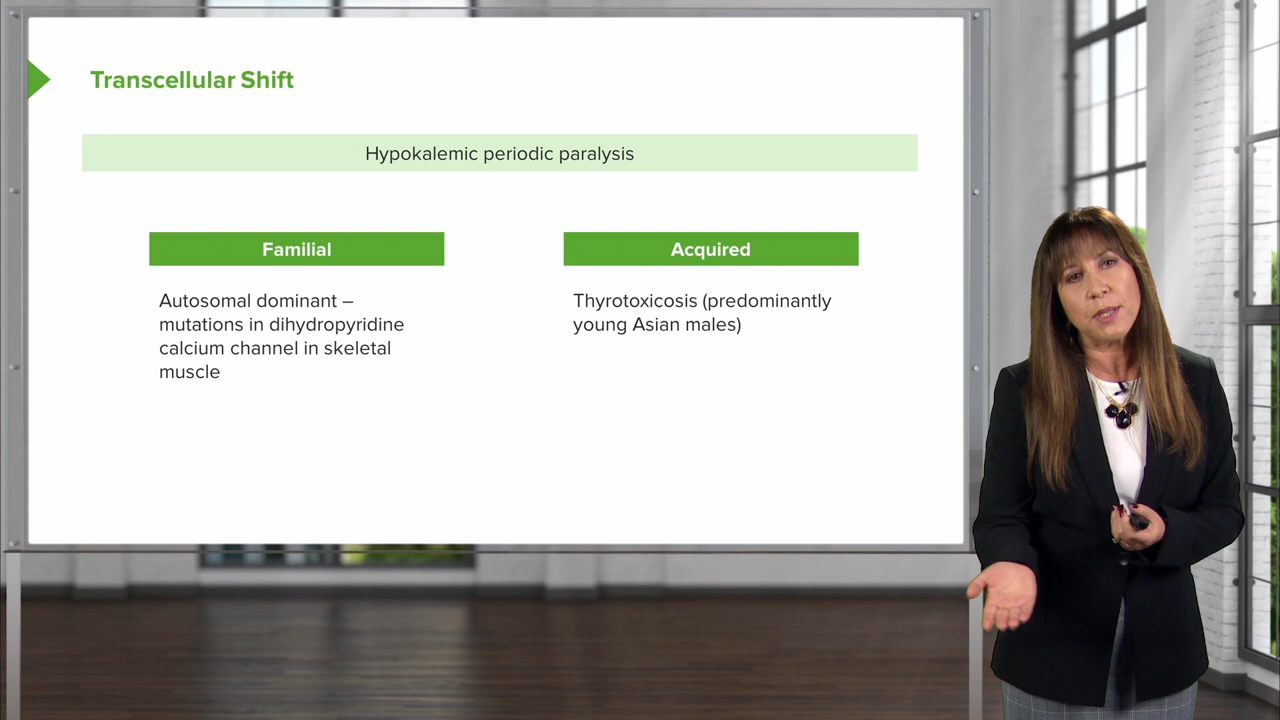 Transcellular Shift
Hypokalemic periodic paralysis
Familial
Autosomal dominant –
mutations in dihydropyridine
calcium channel in skeletal
muscle
Acquired
Thyrotoxicosis (predominantly
young Asian males)